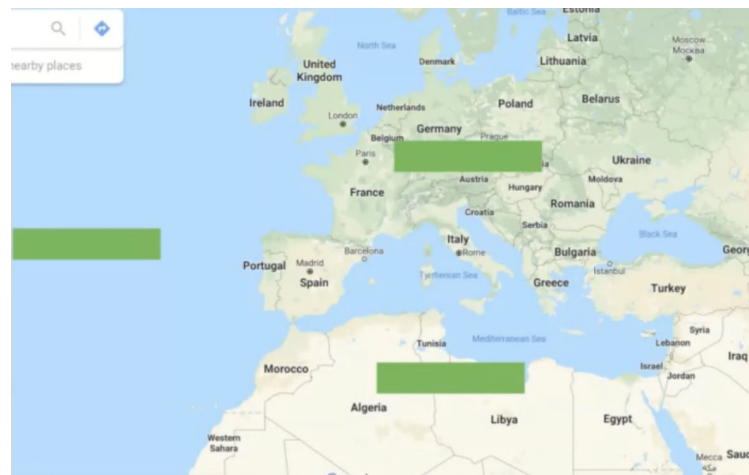 Estonia
Baltic Sea
Latvia
Moscow
Москва
North Sea
nearby places
United
Kingdom
Denmark
Lithuania
Ireland
Netherlands
Poland
Belarus
London
Germany
Belgium
Prague
Paris
Ukraine
Austria
Moldova
France
Hungary
Romania
Croatia
Serbia
Black Sea
Italy
Barcelona
Rome
Bulgaria
Georg
Portugal
Madrid
Spain
Istanbul
Tyrrhenian Sea
Greece
Turkey
Syria
Tunisia
Mediterranean Sea
Lebanon
Iraq
Israel
Jordan
Morocco
Algeria
Libya
Egypt
Western
Sahara
Mecca
مكة
Saud